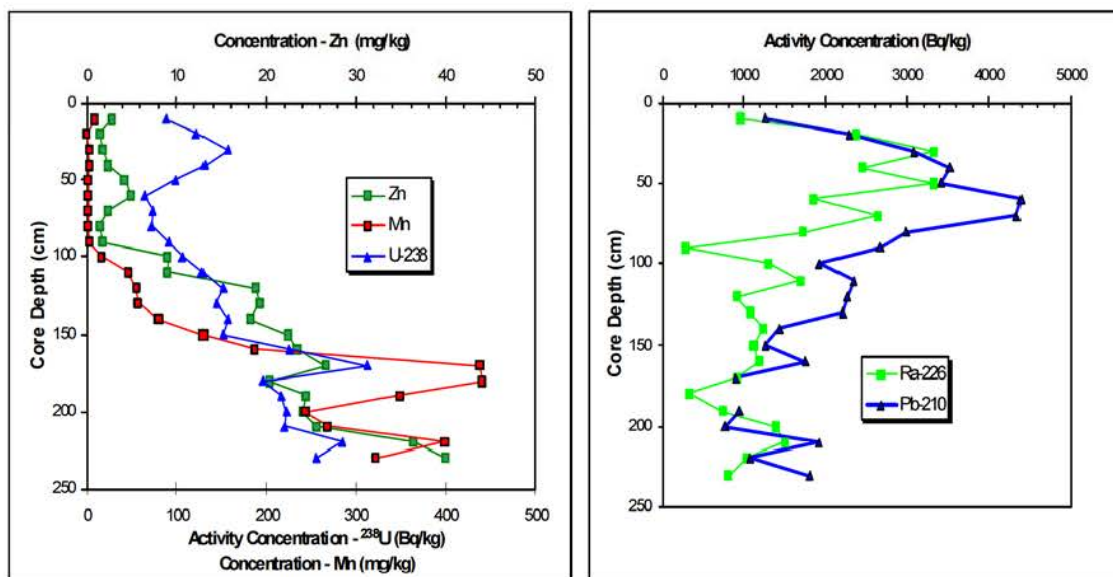 Concentration - Zn (mg/kg)
0 10 20 30 40 50
0
50
100
150
200
250
Core Depth (cm)
Zn
Mn
U-238
0 100 200 300 400 500
Activity Concentration - ²³⁸U (Bq/kg)
Concentration - Mn (mg/kg)
Activity Concentration (Bq/kg)
0 1000 2000 3000 4000 5000
0
50
100
150
200
250
Core Depth (cm)
Ra-226
Pb-210